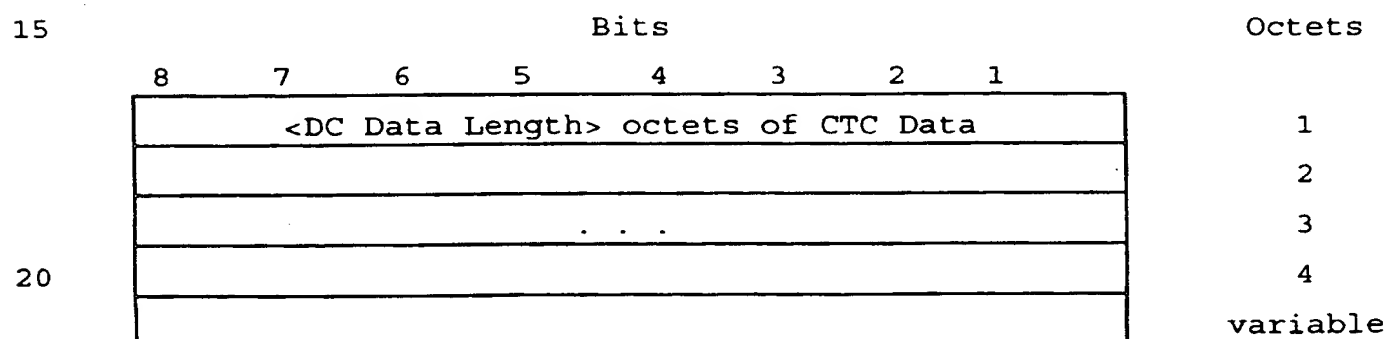 15 Bits Octets
8 7 6 5 4 3 2 1
<DC Data Length> octets of CTC Data 1
2
. . . 3
20 4
variable